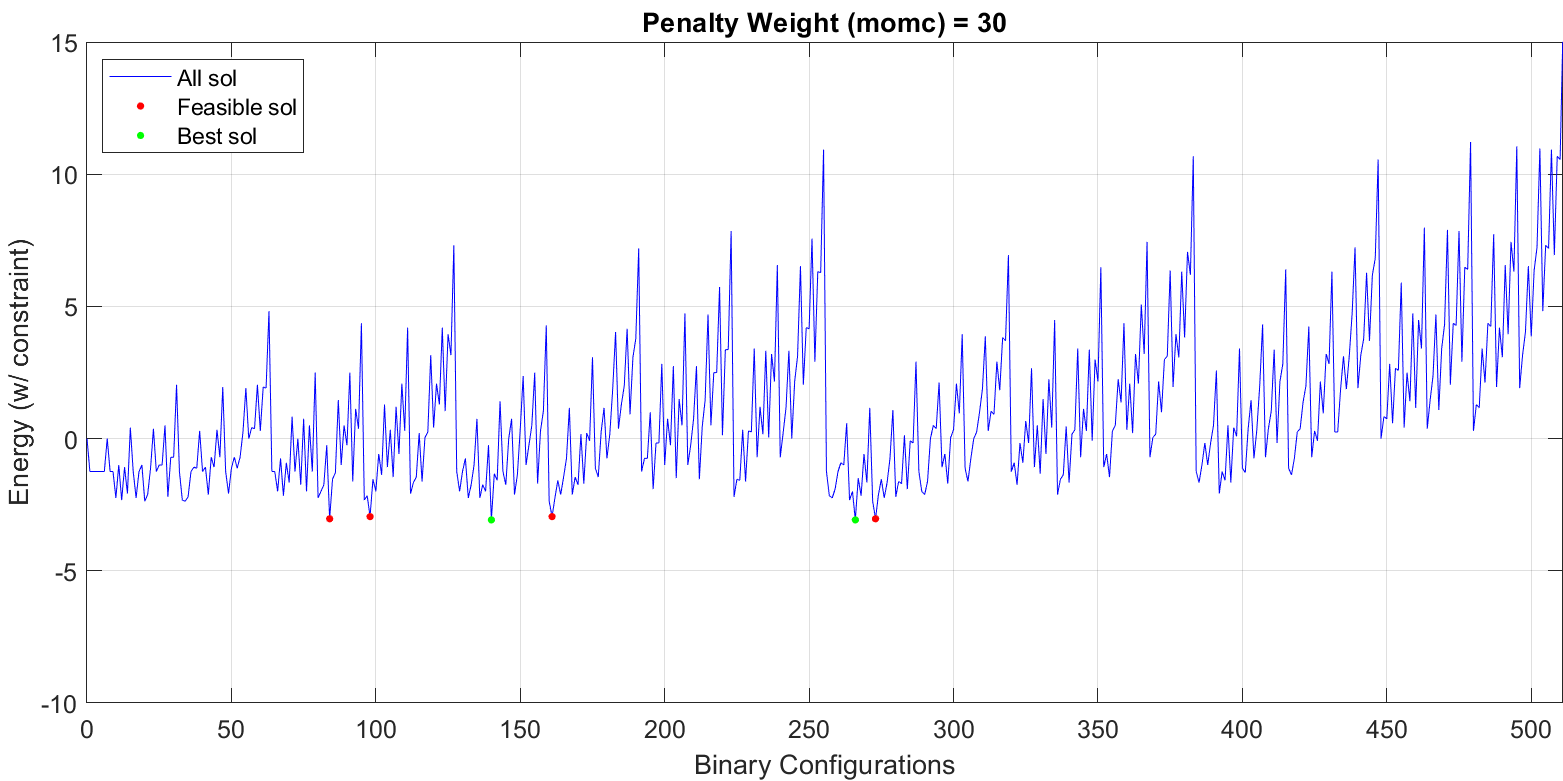 Penalty Weight (momc) = 30
All sol
Feasible sol
Best sol
15
10
5
0
-5
-10
Energy (w/ constraint)
0 50 100 150 200 250 300 350 400 450 500
Binary Configurations